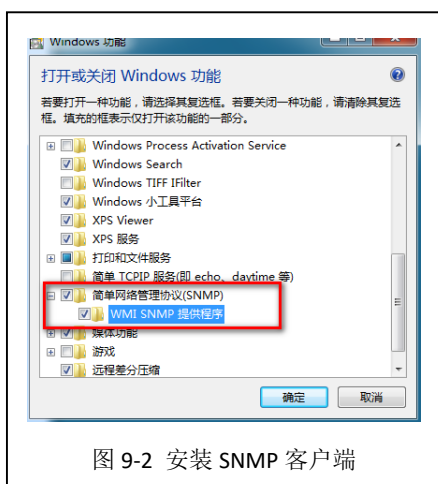 Windows 功能
打开或关闭 Windows 功能
若要打开一种功能，请选择其复选框。若要关闭一种功能，请清除其复选
框。填充的框表示仅打开该功能的一部分。
Windows Process Activation Service
Windows Search
Windows TIFF IFilter
Windows 小工具平台
XPS Viewer
XPS 服务
打印和文件服务
简单 TCPIP 服务(即 echo、daytime 等)
简单网络管理协议(SNMP)
WMI SNMP 提供程序
媒体功能
游戏
远程差分压缩
确定
取消
图 9-2 安装 SNMP 客户端